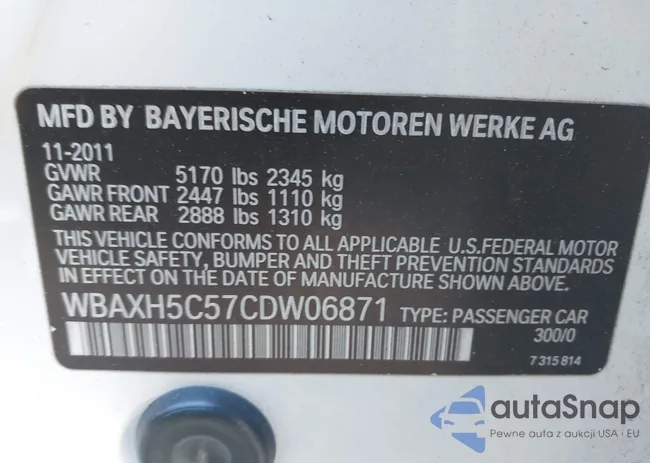 MFD BY BAYERISCHE MOTOREN WERKE AG
11-2011
GVWR 5170 lbs 2345 kg
GAWR FRONT 2447 lbs 1110 kg
GAWR REAR 2888 lbs 1310 kg
THIS VEHICLE CONFORMS TO ALL APPLICABLE U.S.FEDERAL MOTOR
VEHICLE SAFETY, BUMPER AND THEFT PREVENTION STANDARDS
IN EFFECT ON THE DATE OF MANUFACTURE SHOWN ABOVE.
WBAXH5C57CDW06871 TYPE: PASSENGER CAR
300/0
7 315 814
autaSnap
Pewne auta z aukcji USA i EU